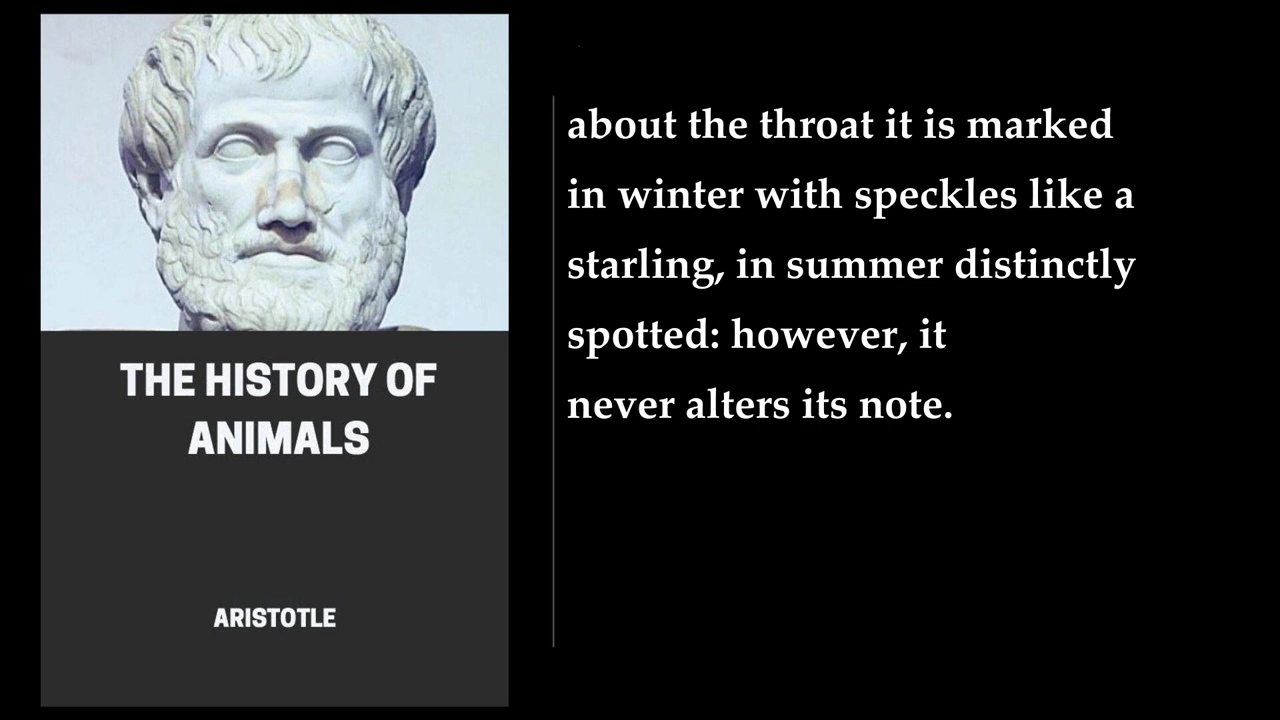 THE HISTORY OF
ANIMALS
ARISTOTLE
about the throat it is marked
in winter with speckles like a
starling, in summer distinctly
spotted: however, it
never alters its note.